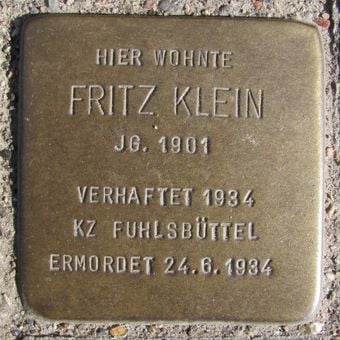 HIER WOHNTE
FRITZ KLEIN
JG. 1901
VERHAFTET 1934
KZ FUHLSBÜTTEL
ERMORDET 24.6.1934